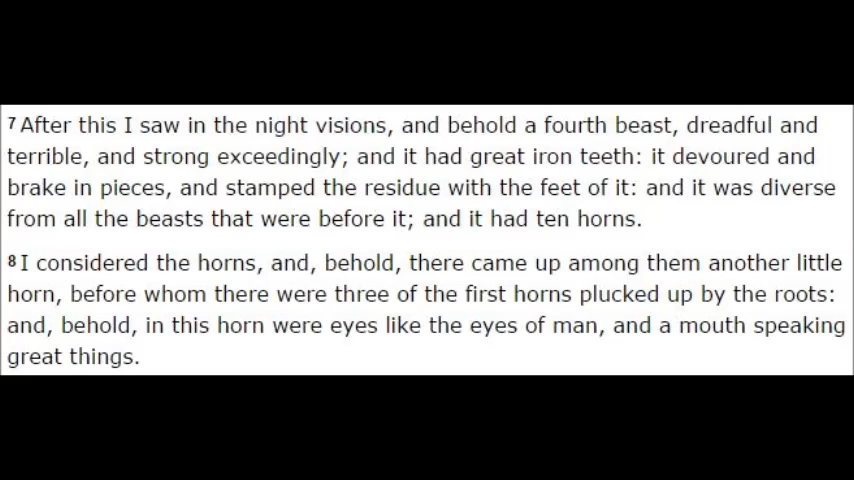 7 After this I saw in the night visions, and behold a fourth beast, dreadful and
terrible, and strong exceedingly; and it had great iron teeth: it devoured and
brake in pieces, and stamped the residue with the feet of it: and it was diverse
from all the beasts that were before it; and it had ten horns.
8 I considered the horns, and, behold, there came up among them another little
horn, before whom there were three of the first horns plucked up by the roots:
and, behold, in this horn were eyes like the eyes of man, and a mouth speaking
great things.